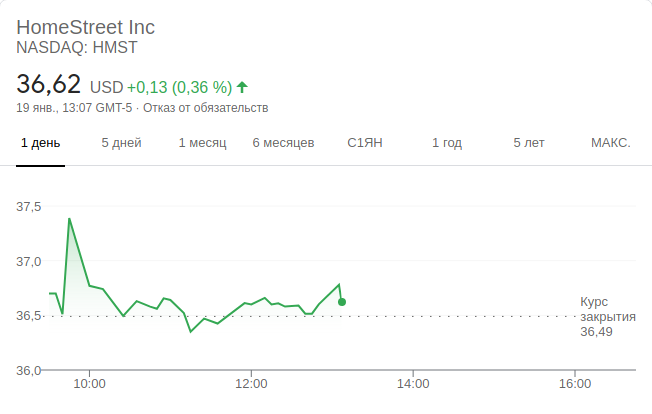 HomeStreet Inc
NASDAQ: HMST
36,62 USD +0,13 (0,36 %)
19 янв., 13:07 GMT-5 · Отказ от обязательств
1 день 5 дней 1 месяц 6 месяцев С1ЯН 1 год 5 лет МАКС.
37,5
37,0
36,5
36,0
Курс
закрытия
36,49
10:00 12:00 14:00 16:00